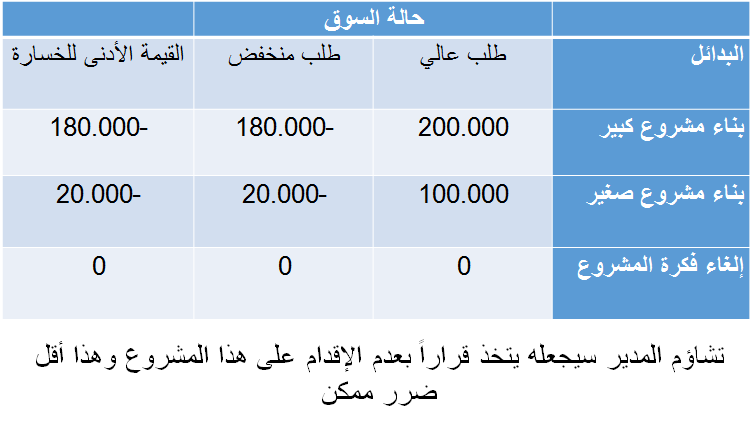 حالة السوق
البدائل طلب عالي طلب منخفض القيمة الأدنى للخسارة
بناء مشروع كبير 200.000 -180.000 -180.000
بناء مشروع صغير 100.000 -20.000 -20.000
إلغاء فكرة المشروع 0 0 0
تشاؤم المدير سيجعله يتخذ قراراً بعدم الإقدام على هذا المشروع وهذا أقل
ضرر ممكن